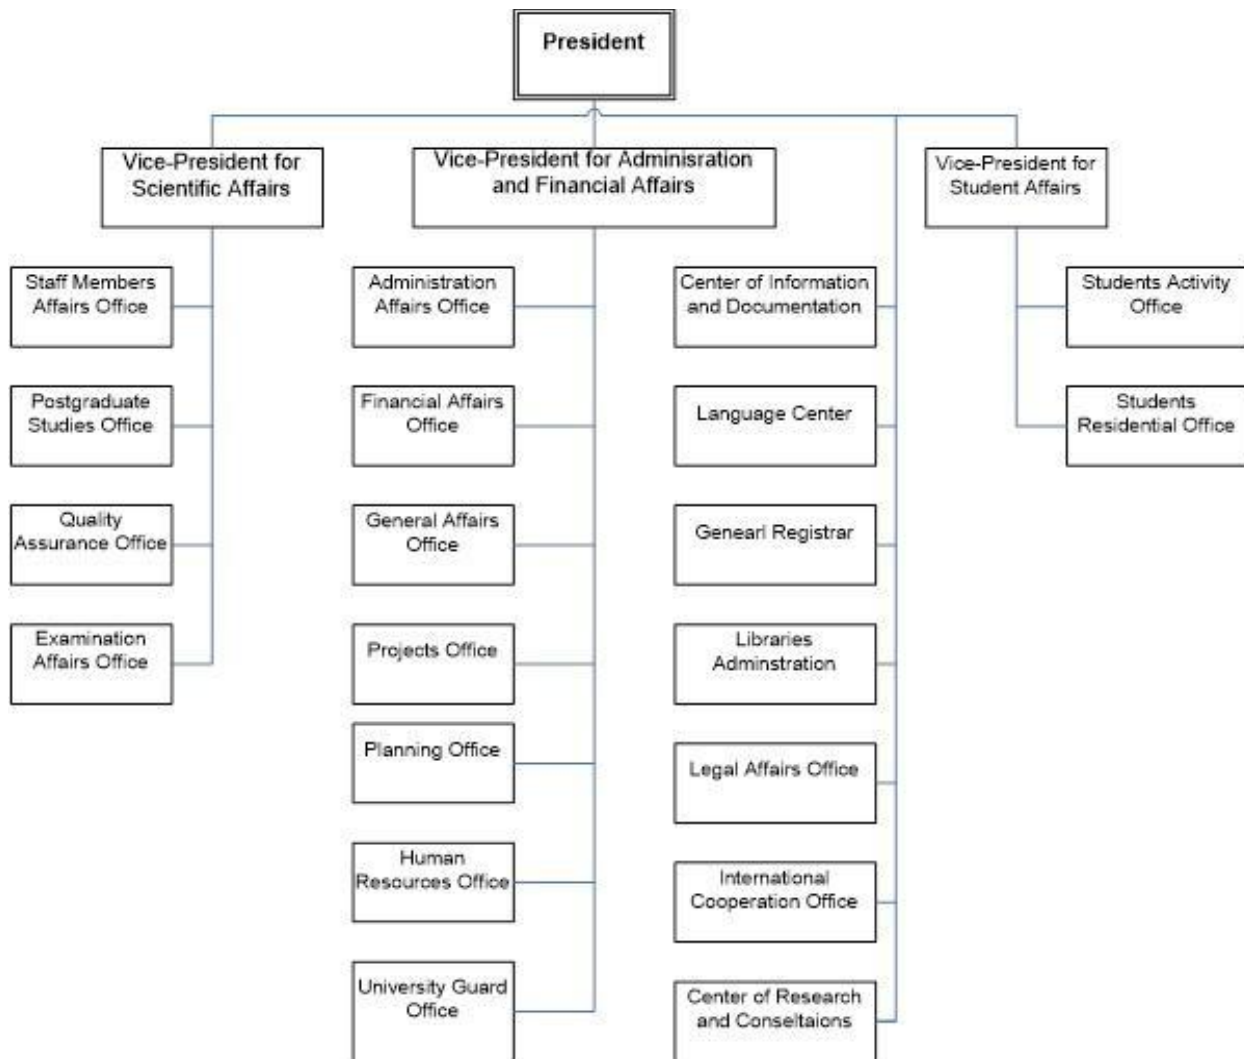 President
Vice-President for
Scientific Affairs
Vice-President for Adminisration
and Financial Affairs
Vice-President for
Student Affairs
Staff Members
Affairs Office
Postgraduate
Studies Office
Quality
Assurance Office
Examination
Affairs Office
Administration
Affairs Office
Financial Affairs
Office
General Affairs
Office
Projects Office
Planning Office
Human
Resources Office
University Guard
Office
Center of Information
and Documentation
Language Center
Genearl Registrar
Libraries
Adminstration
Legal Affairs Office
International
Cooperation Office
Center of Research
and Conseltaions
Students Activity
Office
Students
Residential Office